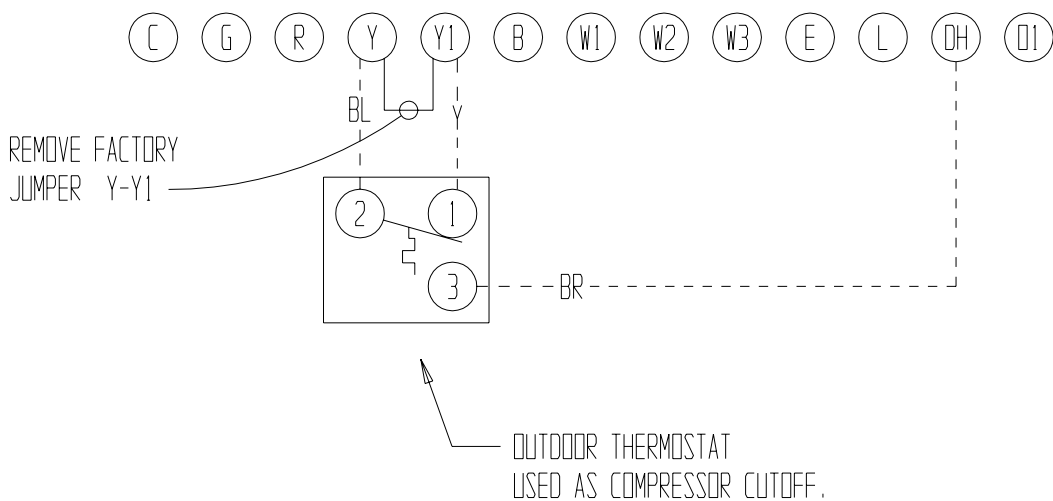 C G R Y Y1 B W1 W2 W3 E L DH O1
BL Y
REMOVE FACTORY
JUMPER Y-Y1
2 1
3 BR
OUTDOOR THERMOSTAT
USED AS COMPRESSOR CUTOFF.